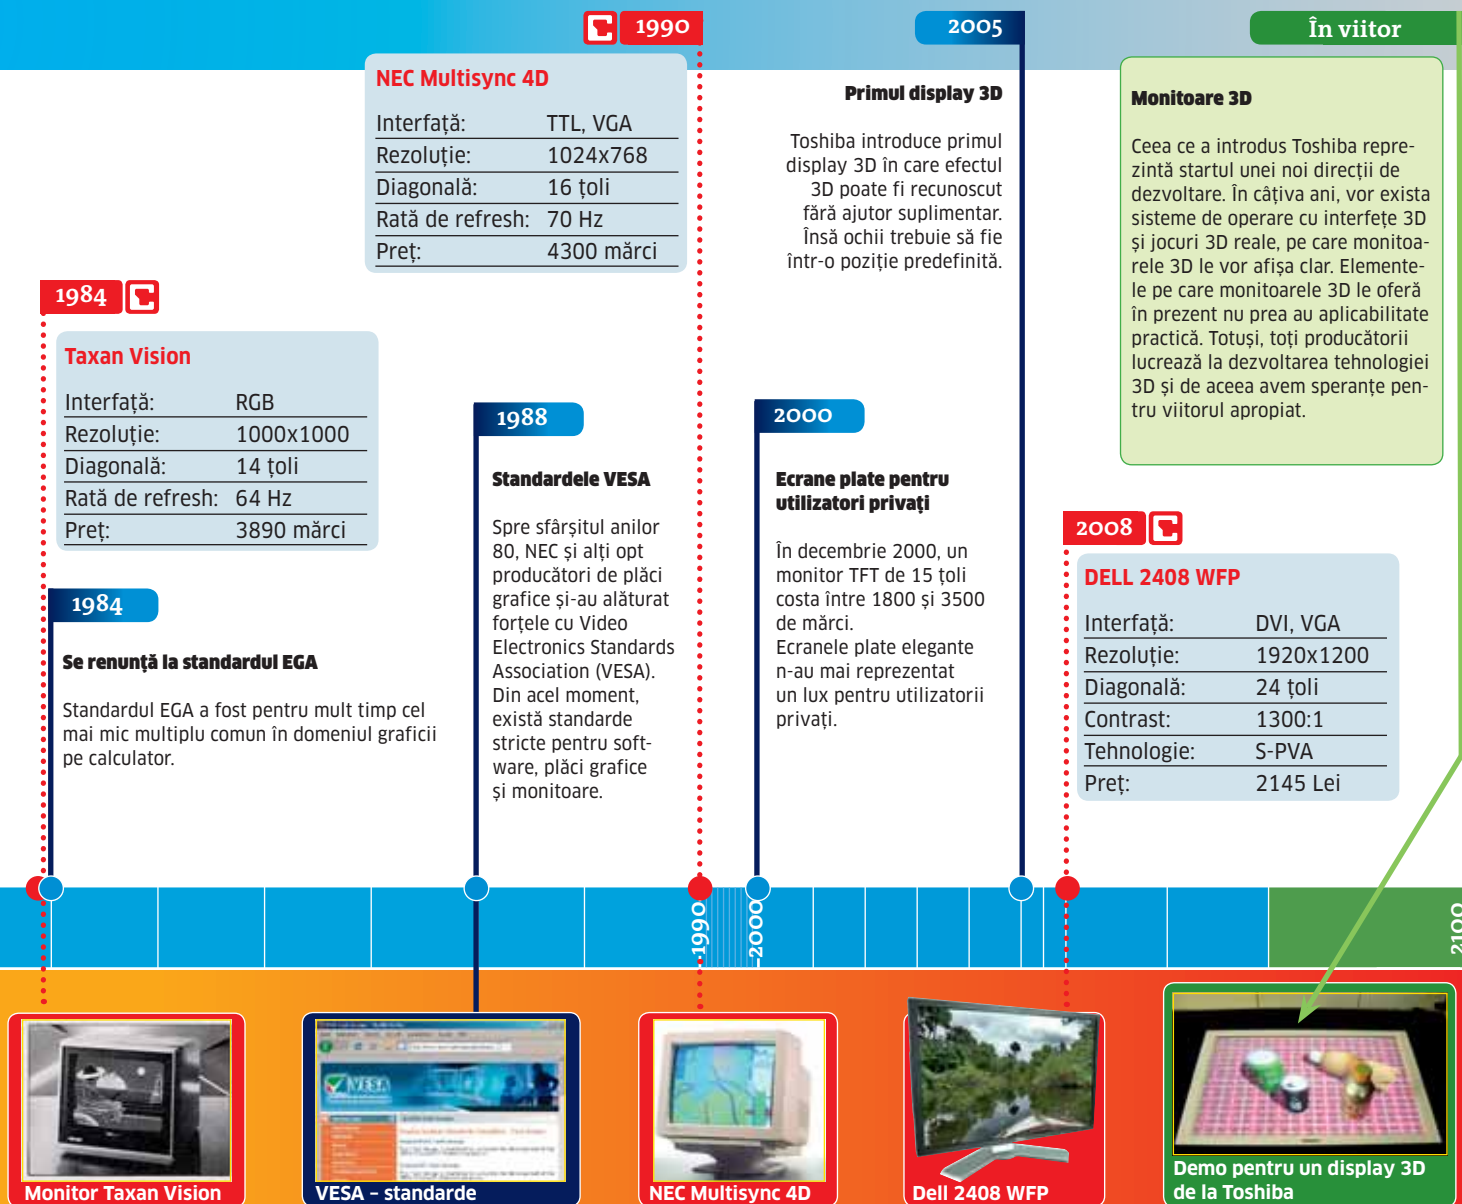 1990
NEC Multisync 4D
Interfață: TTL, VGA
Rezoluție: 1024x768
Diagonală: 16 țoli
Rată de refresh: 70 Hz
Preț: 4300 mărci
2005
Primul display 3D
Toshiba introduce primul
display 3D în care efectul
3D poate fi recunoscut
fără ajutor suplimentar.
Însă ochii trebuie să fie
într-o poziție predefinită.
În viitor
Monitoare 3D
Ceea ce a introdus Toshiba repre-
zintă startul unei noi direcții de
dezvoltare. În câțiva ani, vor exista
sisteme de operare cu interfețe 3D
și jocuri 3D reale, pe care monitoa-
rele 3D le vor afișa clar. Elemente-
le pe care monitoarele 3D le oferă
în prezent nu prea au aplicabilitate
practică. Totuși, toți producătorii
lucrează la dezvoltarea tehnologiei
3D și de aceea avem speranțe pen-
tru viitorul apropiat.
1984
Taxan Vision
Interfață: RGB
Rezoluție: 1000x1000
Diagonală: 14 țoli
Rată de refresh: 64 Hz
Preț: 3890 mărci
1984
Se renunță la standardul EGA
Standardul EGA a fost pentru mult timp cel
mai mic multiplu comun în domeniul graficii
pe calculator.
1988
Standardele VESA
Spre sfârșitul anilor
80, NEC și alți opt
producători de plăci
grafice și-au alăturat
forțele cu Video
Electronics Standards
Association (VESA).
Din acel moment,
există standarde
stricte pentru soft-
ware, plăci grafice
și monitoare.
2000
Ecrane plate pentru
utilizatori privați
În decembrie 2000, un
monitor TFT de 15 țoli
costa între 1800 și 3500
de mărci.
Ecranele plate elegante
n-au mai reprezentat
un lux pentru utilizatorii
privați.
2008
DELL 2408 WFP
Interfață: DVI, VGA
Rezoluție: 1920x1200
Diagonală: 24 țoli
Contrast: 1300:1
Tehnologie: S-PVA
Preț: 2145 Lei
1990
2000
2100
VESA
Monitor Taxan Vision
VESA – standarde
NEC Multisync 4D
Dell 2408 WFP
Demo pentru un display 3D
de la Toshiba